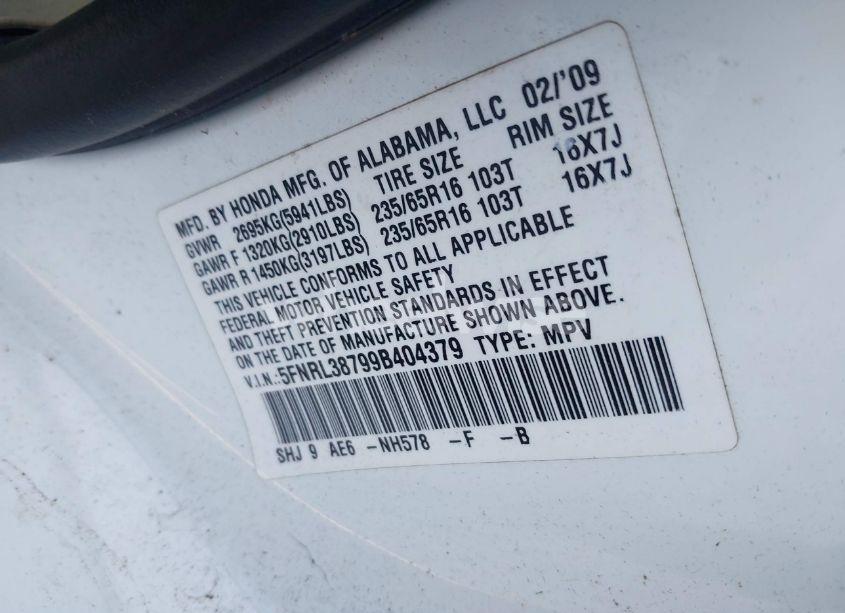 MFD. BY HONDA MFG. OF ALABAMA, LLC 02/'09
GVWR 2695KG(5941LBS) TIRE SIZE RIM SIZE
GAWR F 1320KG(2910LBS) 235/65R16 103T 16X7J
GAWR R 1450KG(3197LBS) 235/65R16 103T 16X7J
THIS VEHICLE CONFORMS TO ALL APPLICABLE
FEDERAL MOTOR VEHICLE SAFETY
AND THEFT PREVENTION STANDARDS IN EFFECT
ON THE DATE OF MANUFACTURE SHOWN ABOVE.
V.I.N.:5FNRL38799B404379 TYPE: MPV
SHJ 9 AE6 -NH578 -F -B